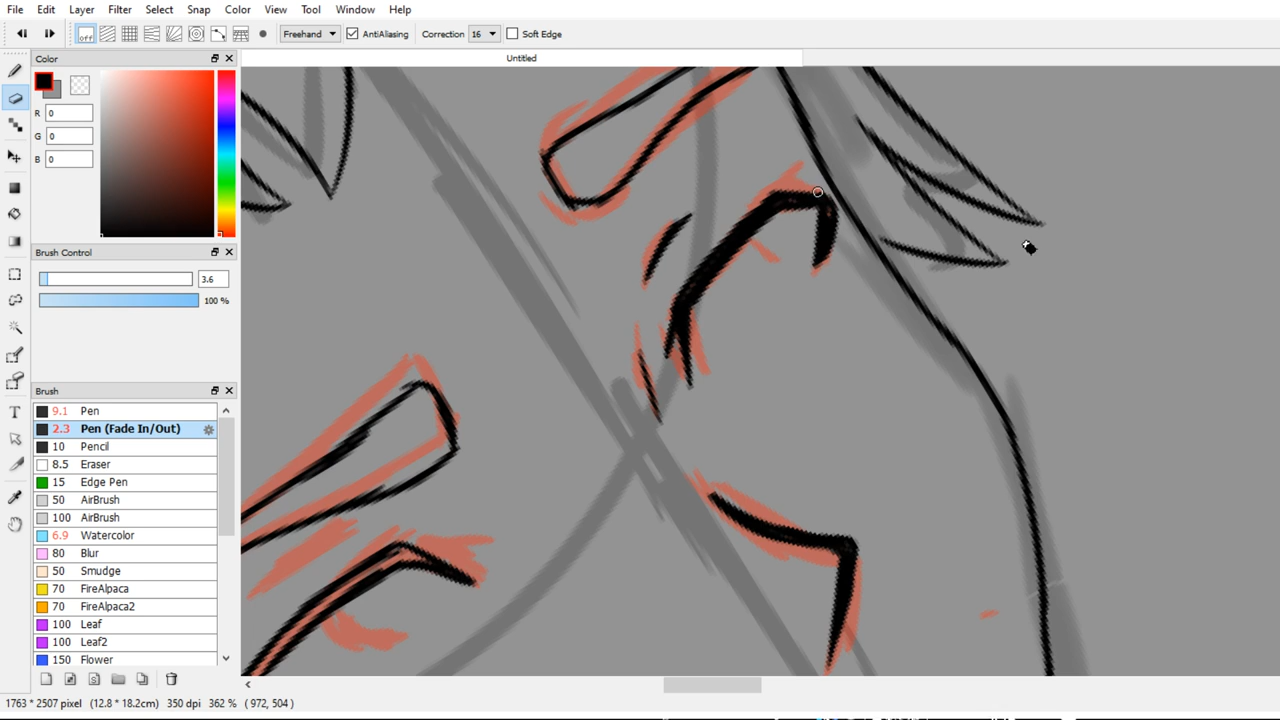 File Edit Layer Filter Select Snap Color View Tool Window Help
off Freehand AntiAliasing Correction 16 Soft Edge
Color
Untitled
R 0
G 0
B 0
Brush Control
3.6
100 %
Brush
9.1 Pen
2.3 Pen (Fade In/Out)
10 Pencil
8.5 Eraser
15 Edge Pen
50 AirBrush
100 AirBrush
6.9 Watercolor
80 Blur
50 Smudge
70 FireAlpaca
70 FireAlpaca2
100 Leaf
100 Leaf2
150 Flower
1763 * 2507 pixel (12.8 * 18.2cm) 350 dpi 362 % ( 972, 504 )